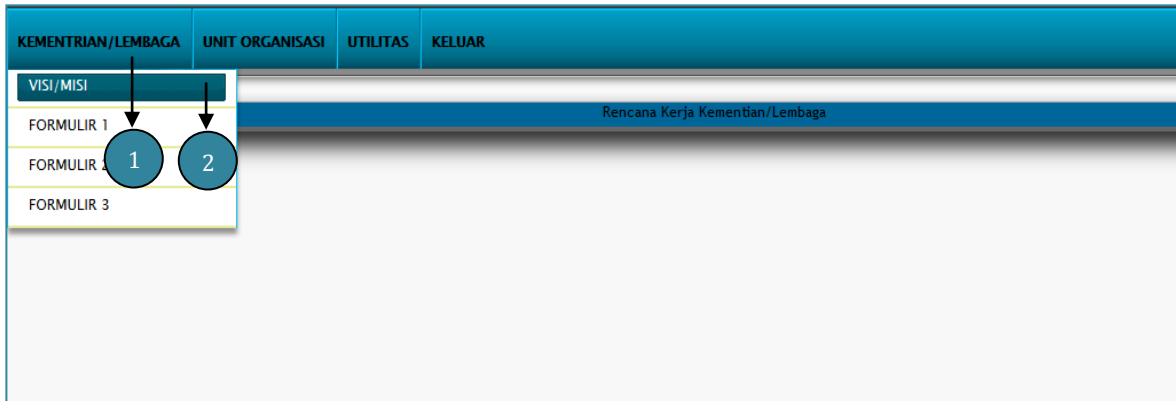 KEMENTRIAN/LEMBAGA UNIT ORGANISASI UTILITAS KELUAR
VISI/MISI
Rencana Kerja Kementian/Lembaga
FORMULIR 1
FORMULIR 2
1 2
FORMULIR 3